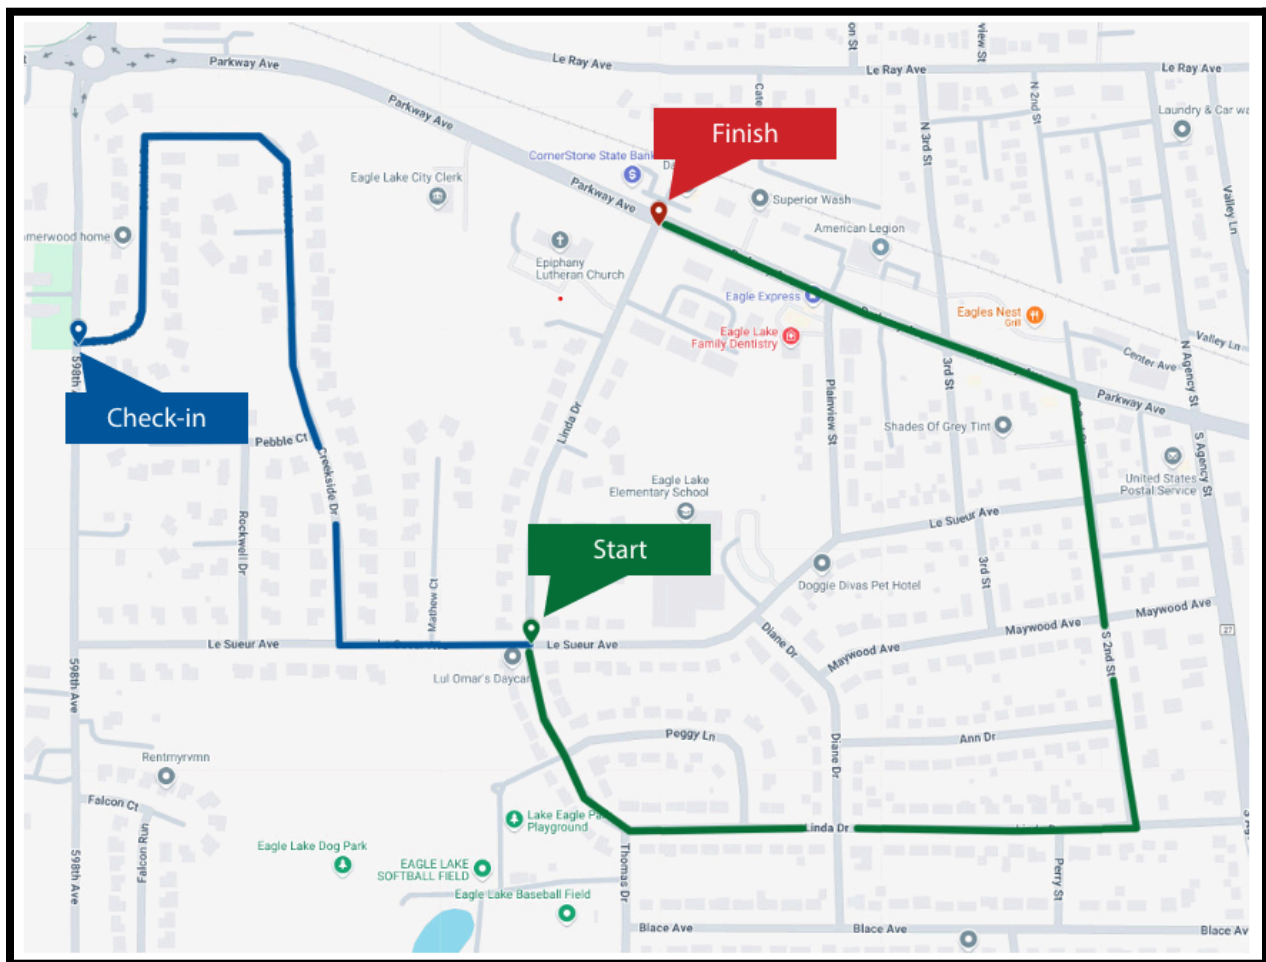 Le Ray Ave
Le Ray Ave
Le Ray Ave
Parkway Ave
Parkway Ave
Parkway Ave
Parkway Ave
N 3rd St
N 2nd St
Laundry & Car wa
Finish
CornerStone State Bank
Eagle Lake City Clerk
Superior Wash
American Legion
Valley Ln
Valley Ln
Epiphany
Lutheran Church
Eagle Express
Eagle Lake
Family Dentistry
Eagles Nest
Grill
Center Ave
N Agency St
S Agency St
3rd St
3rd St
Plainview St
Shades Of Grey Tint
United States
Postal Service
Check-in
598th A
Pebble Ct
Creekside Dr
Rockwell Dr
Mathew Ct
Linda Dr
Eagle Lake
Elementary School
Start
Le Sueur Ave
Doggie Divas Pet Hotel
Maywood Ave
Maywood Ave
Maywood Ave
Diane Dr
27
S 2nd St
Le Sueur Ave
Le Sueur Ave
Lul Omar's Daycar
598th Ave
Peggy Ln
Ann Dr
Diane Dr
Rentmyrvmn
Falcon Ct
Falcon Run
Lake Eagle Pa
Playground
Linda Dr
Eagle Lake Dog Park
EAGLE LAKE
SOFTBALL FIELD
Eagle Lake Baseball Field
Thomas Dr
Perry St
598th Ave
Blace Ave
Blace Ave
Blace Av